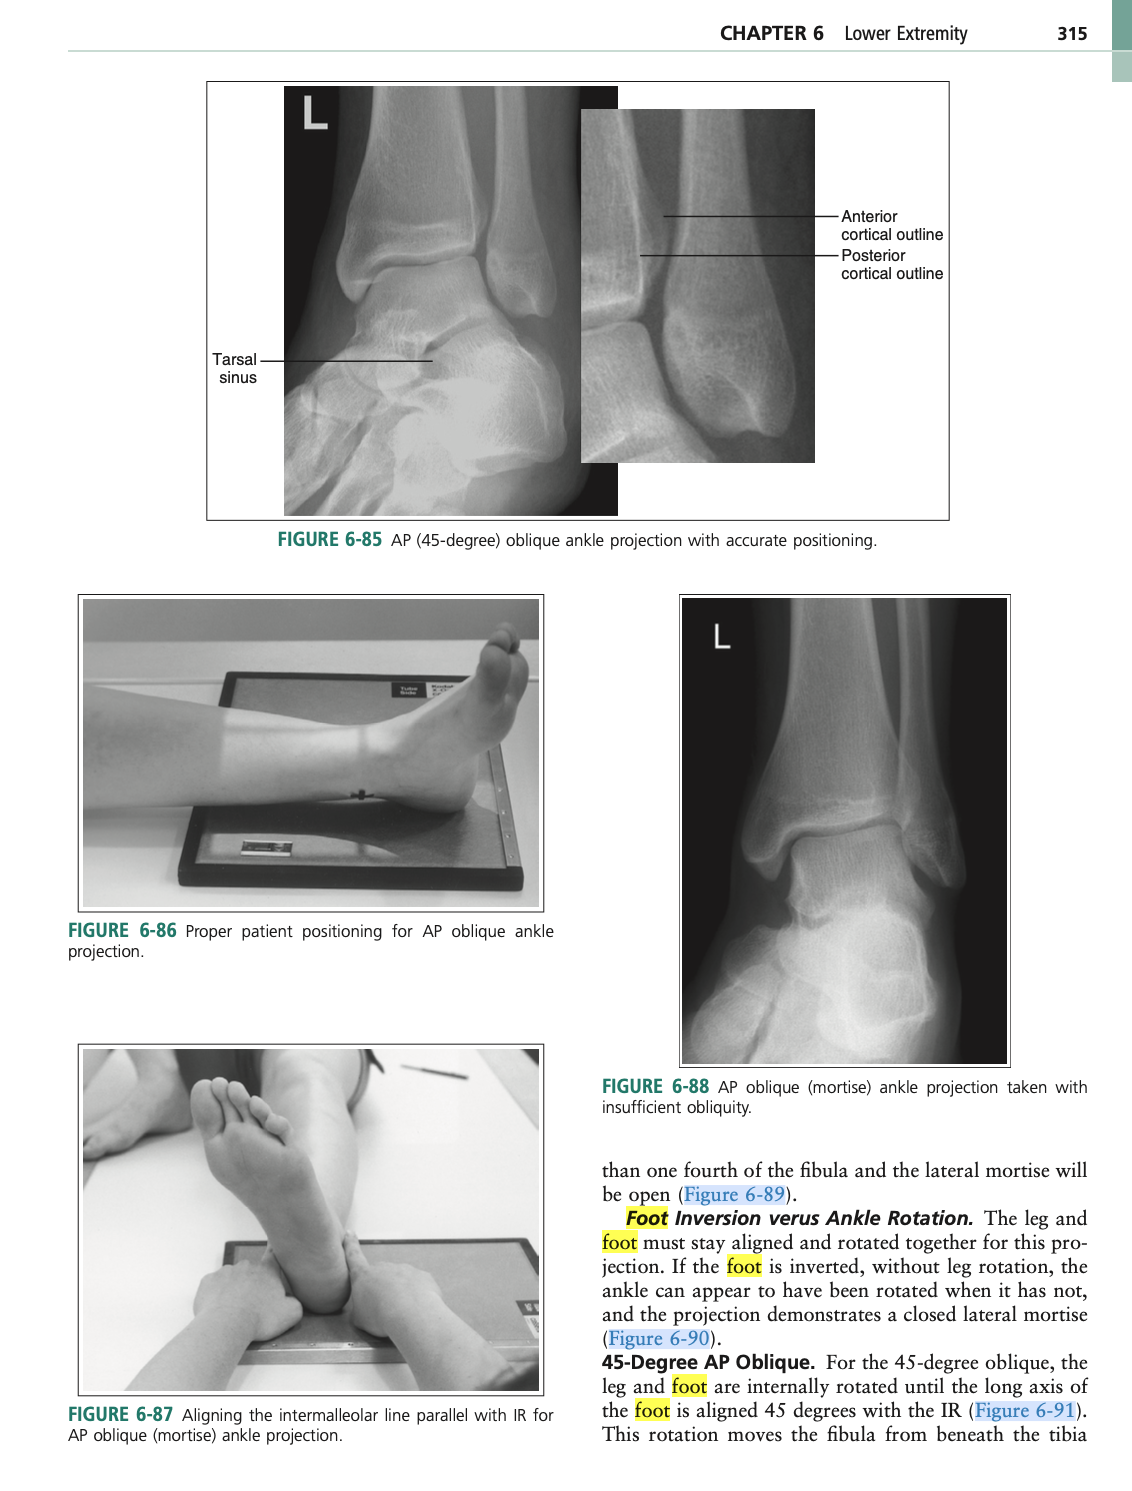 CHAPTER 6 Lower Extremity 315
L
Anterior
cortical outline
Posterior
cortical outline
Tarsal
sinus
FIGURE 6-85 AP (45-degree) oblique ankle projection with accurate positioning.
Tube
Side
FIGURE 6-86 Proper patient positioning for AP oblique ankle
projection.
FIGURE 6-87 Aligning the intermalleolar line parallel with IR for
AP oblique (mortise) ankle projection.
L
FIGURE 6-88 AP oblique (mortise) ankle projection taken with
insufficient obliquity.
than one fourth of the fibula and the lateral mortise will
be open (Figure 6-89).
Foot Inversion verus Ankle Rotation. The leg and
foot must stay aligned and rotated together for this pro-
jection. If the foot is inverted, without leg rotation, the
ankle can appear to have been rotated when it has not,
and the projection demonstrates a closed lateral mortise
(Figure 6-90).
45-Degree AP Oblique. For the 45-degree oblique, the
leg and foot are internally rotated until the long axis of
the foot is aligned 45 degrees with the IR (Figure 6-91).
This rotation moves the fibula from beneath the tibia